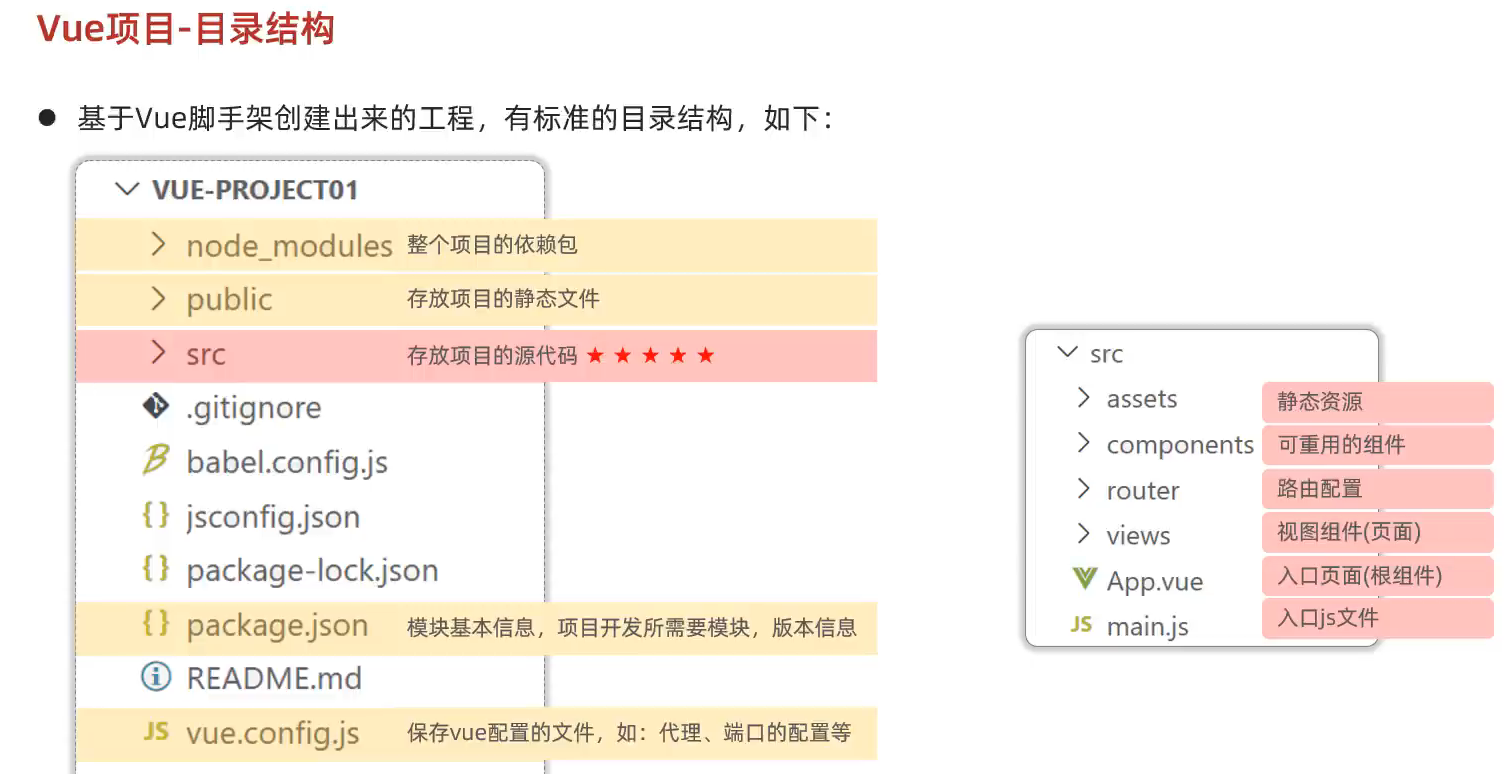 Vue项目-目录结构
● 基于Vue脚手架创建出来的工程，有标准的目录结构，如下：
VUE-PROJECT01
node_modules 整个项目的依赖包
public 存放项目的静态文件
src 存放项目的源代码 ★ ★ ★ ★ ★
.gitignore
babel.config.js
jsconfig.json
package-lock.json
package.json 模块基本信息，项目开发所需要模块，版本信息
README.md
JS vue.config.js 保存vue配置的文件，如：代理、端口的配置等
src
assets 静态资源
components 可重用的组件
router 路由配置
views 视图组件(页面)
App.vue 入口页面(根组件)
JS main.js 入口js文件